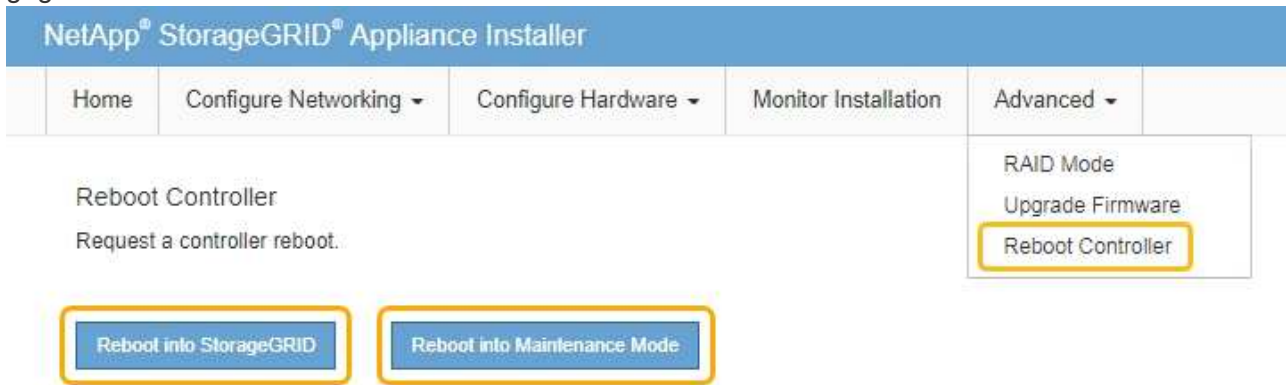 NetApp® StorageGRID® Appliance Installer
Home Configure Networking Configure Hardware Monitor Installation Advanced
RAID Mode
Upgrade Firmware
Reboot Controller
Reboot Controller
Request a controller reboot.
Reboot into StorageGRID Reboot into Maintenance Mode